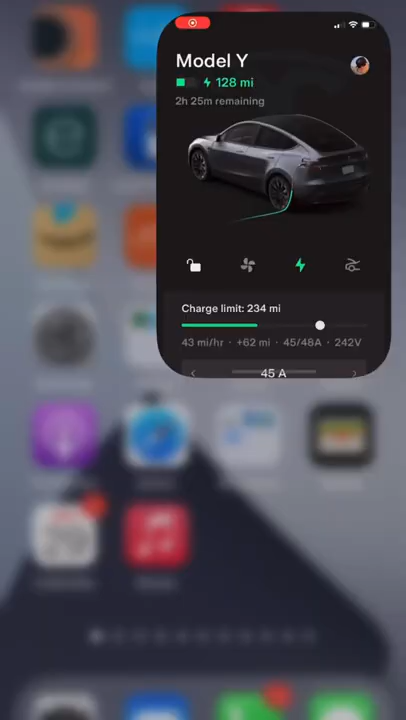 Model Y
128 mi
2h 25m remaining
Charge limit: 234 mi
43 mi/hr · +62 mi · 45/48A · 242V
45 A